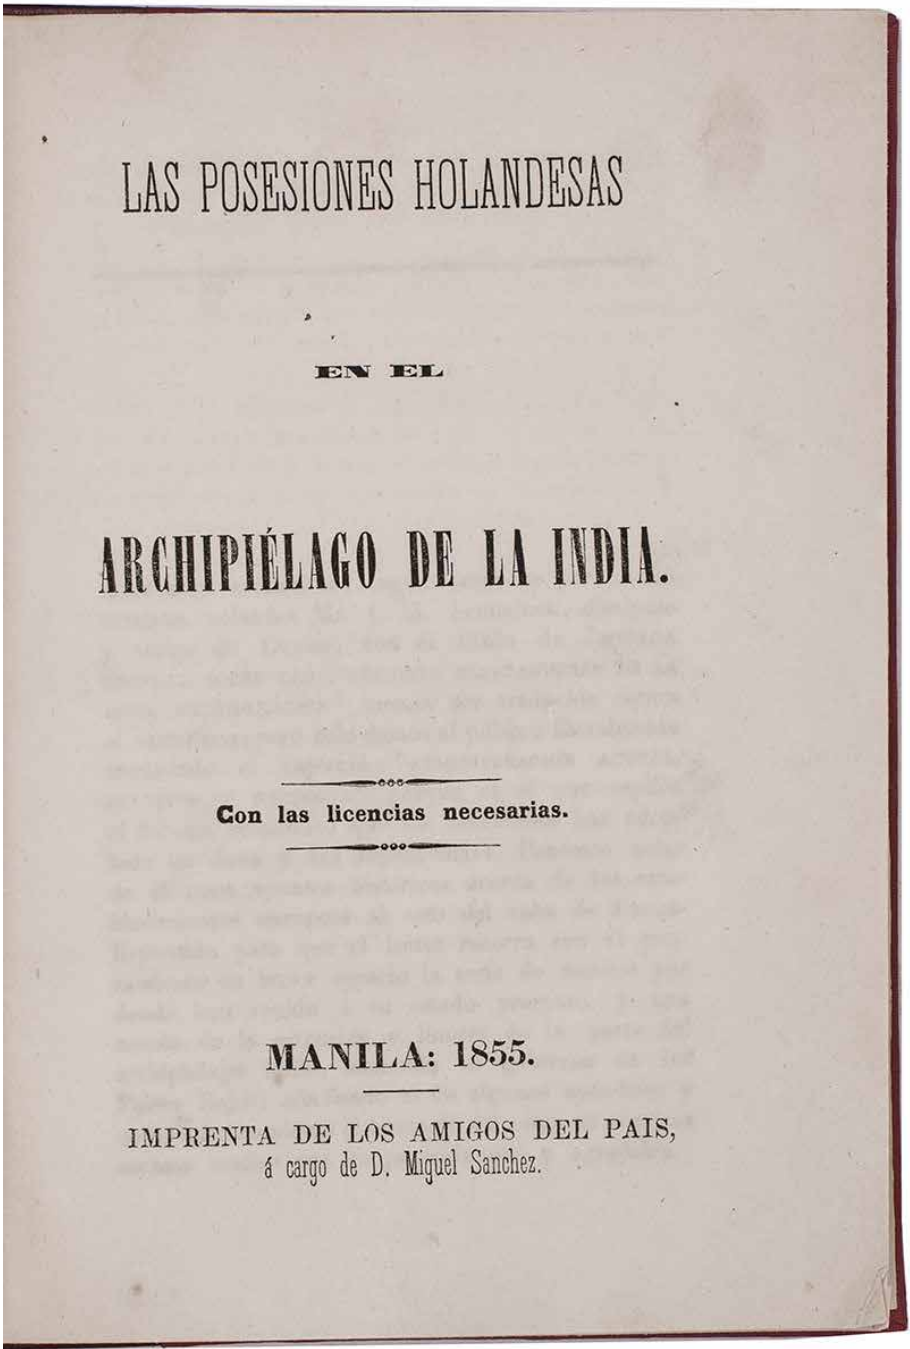 LAS POSESIONES HOLANDESAS
EN EL
ARCHIPIÉLAGO DE LA INDIA.
Con las licencias necesarias.
MANILA: 1855.
IMPRENTA DE LOS AMIGOS DEL PAIS,
á cargo de D. Miguel Sanchez.